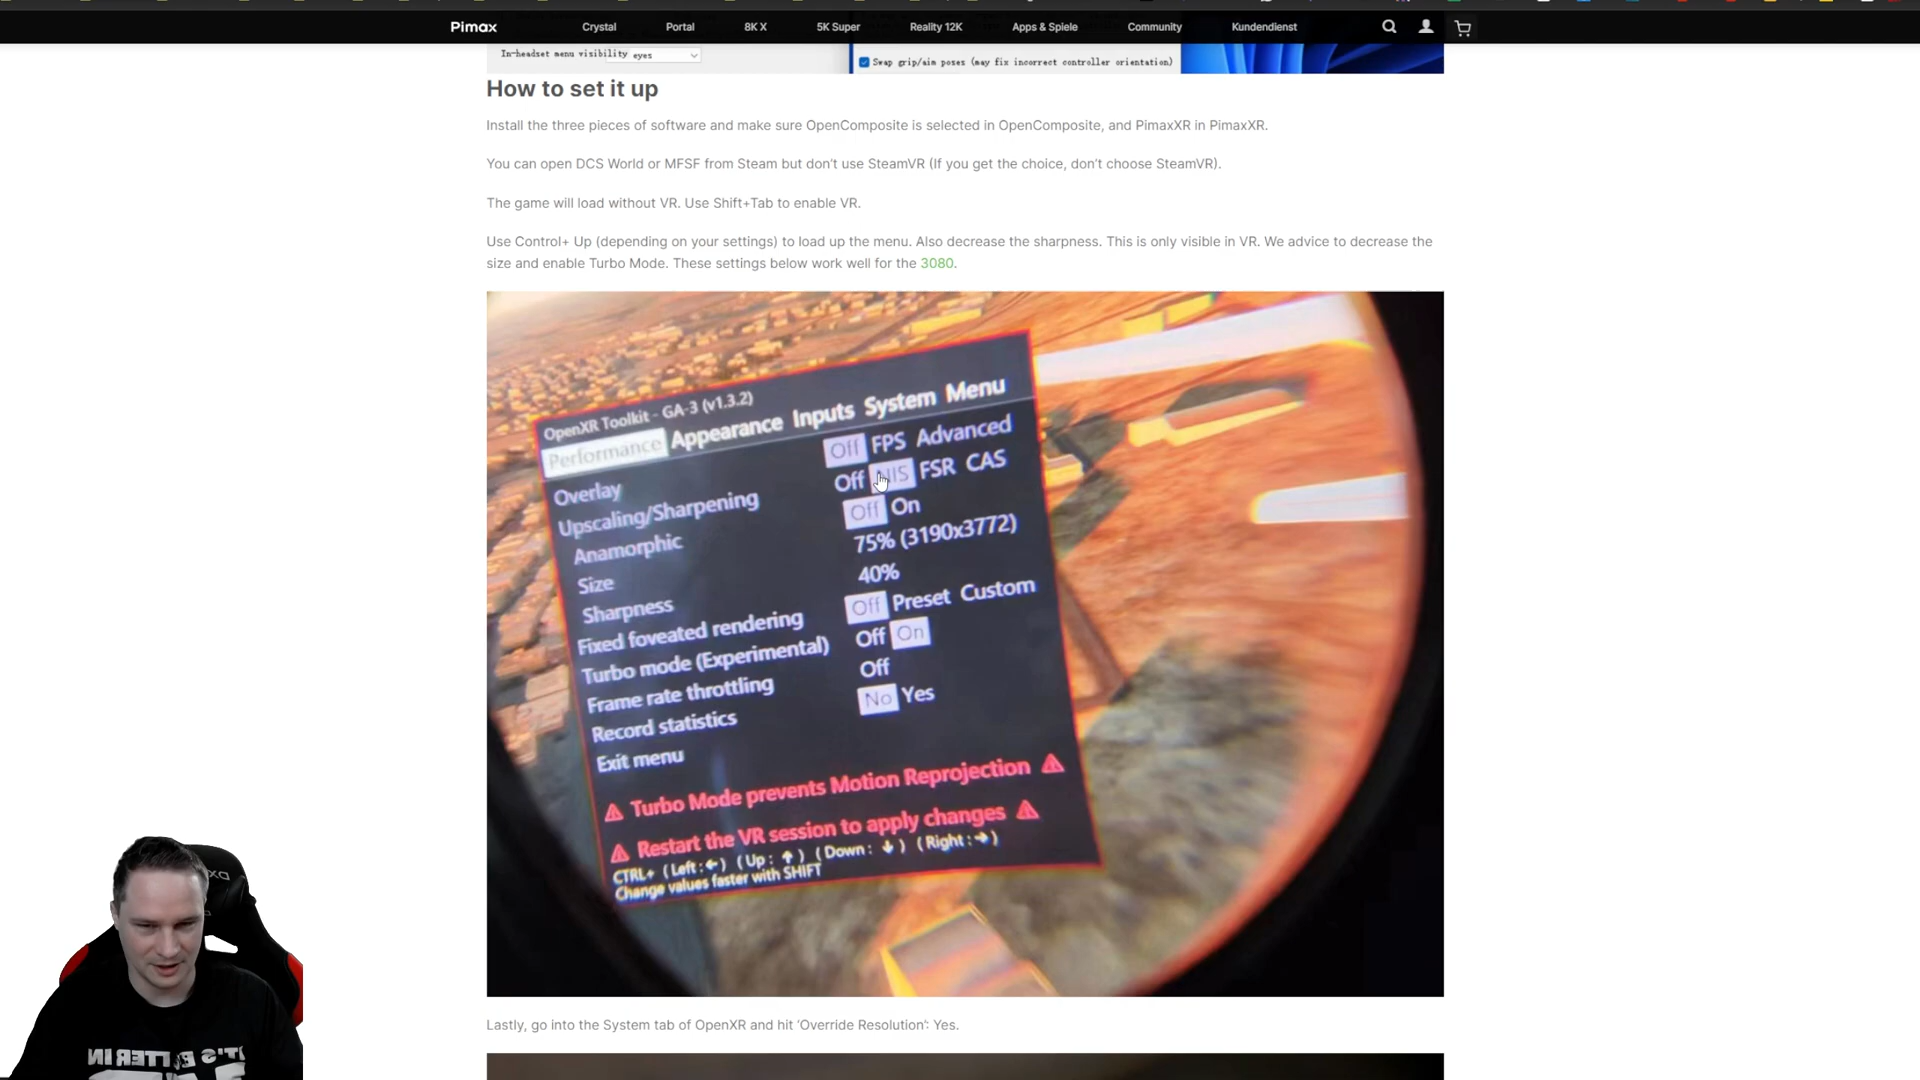 Pimax
Crystal
Portal
8K X
5K Super
Reality 12K
Apps & Spiele
Community
Kundendienst
In-headset menu visibility eyes
Swap grip/aim poses (may fix incorrect controller orientation)
How to set it up
Install the three pieces of software and make sure OpenComposite is selected in OpenComposite, and PimaxXR in PimaxXR.
You can open DCS World or MFSF from Steam but don't use SteamVR (If you get the choice, don't choose SteamVR).
The game will load without VR. Use Shift+Tab to enable VR.
Use Control+ Up (depending on your settings) to load up the menu. Also decrease the sharpness. This is only visible in VR. We advice to decrease the
size and enable Turbo Mode. These settings below work well for the 3080.
OpenXR Toolkit - GA-3 (v1.3.2)
Performance Appearance Inputs System Menu
Overlay Off FPS Advanced
Upscaling/Sharpening Off NIS FSR CAS
Anamorphic Off On
Size 75% (3190x3772)
Sharpness 40%
Fixed foveated rendering Off Preset Custom
Turbo mode (Experimental) Off On
Frame rate throttling Off
Record statistics No Yes
Exit menu
⚠ Turbo Mode prevents Motion Reprojection ⚠
⚠ Restart the VR session to apply changes ⚠
CTRL+ (Left:←) (Up: ↑) (Down: ↓) (Right:→)
Change values faster with SHIFT
IT'S BETTER IN
Lastly, go into the System tab of OpenXR and hit 'Override Resolution': Yes.